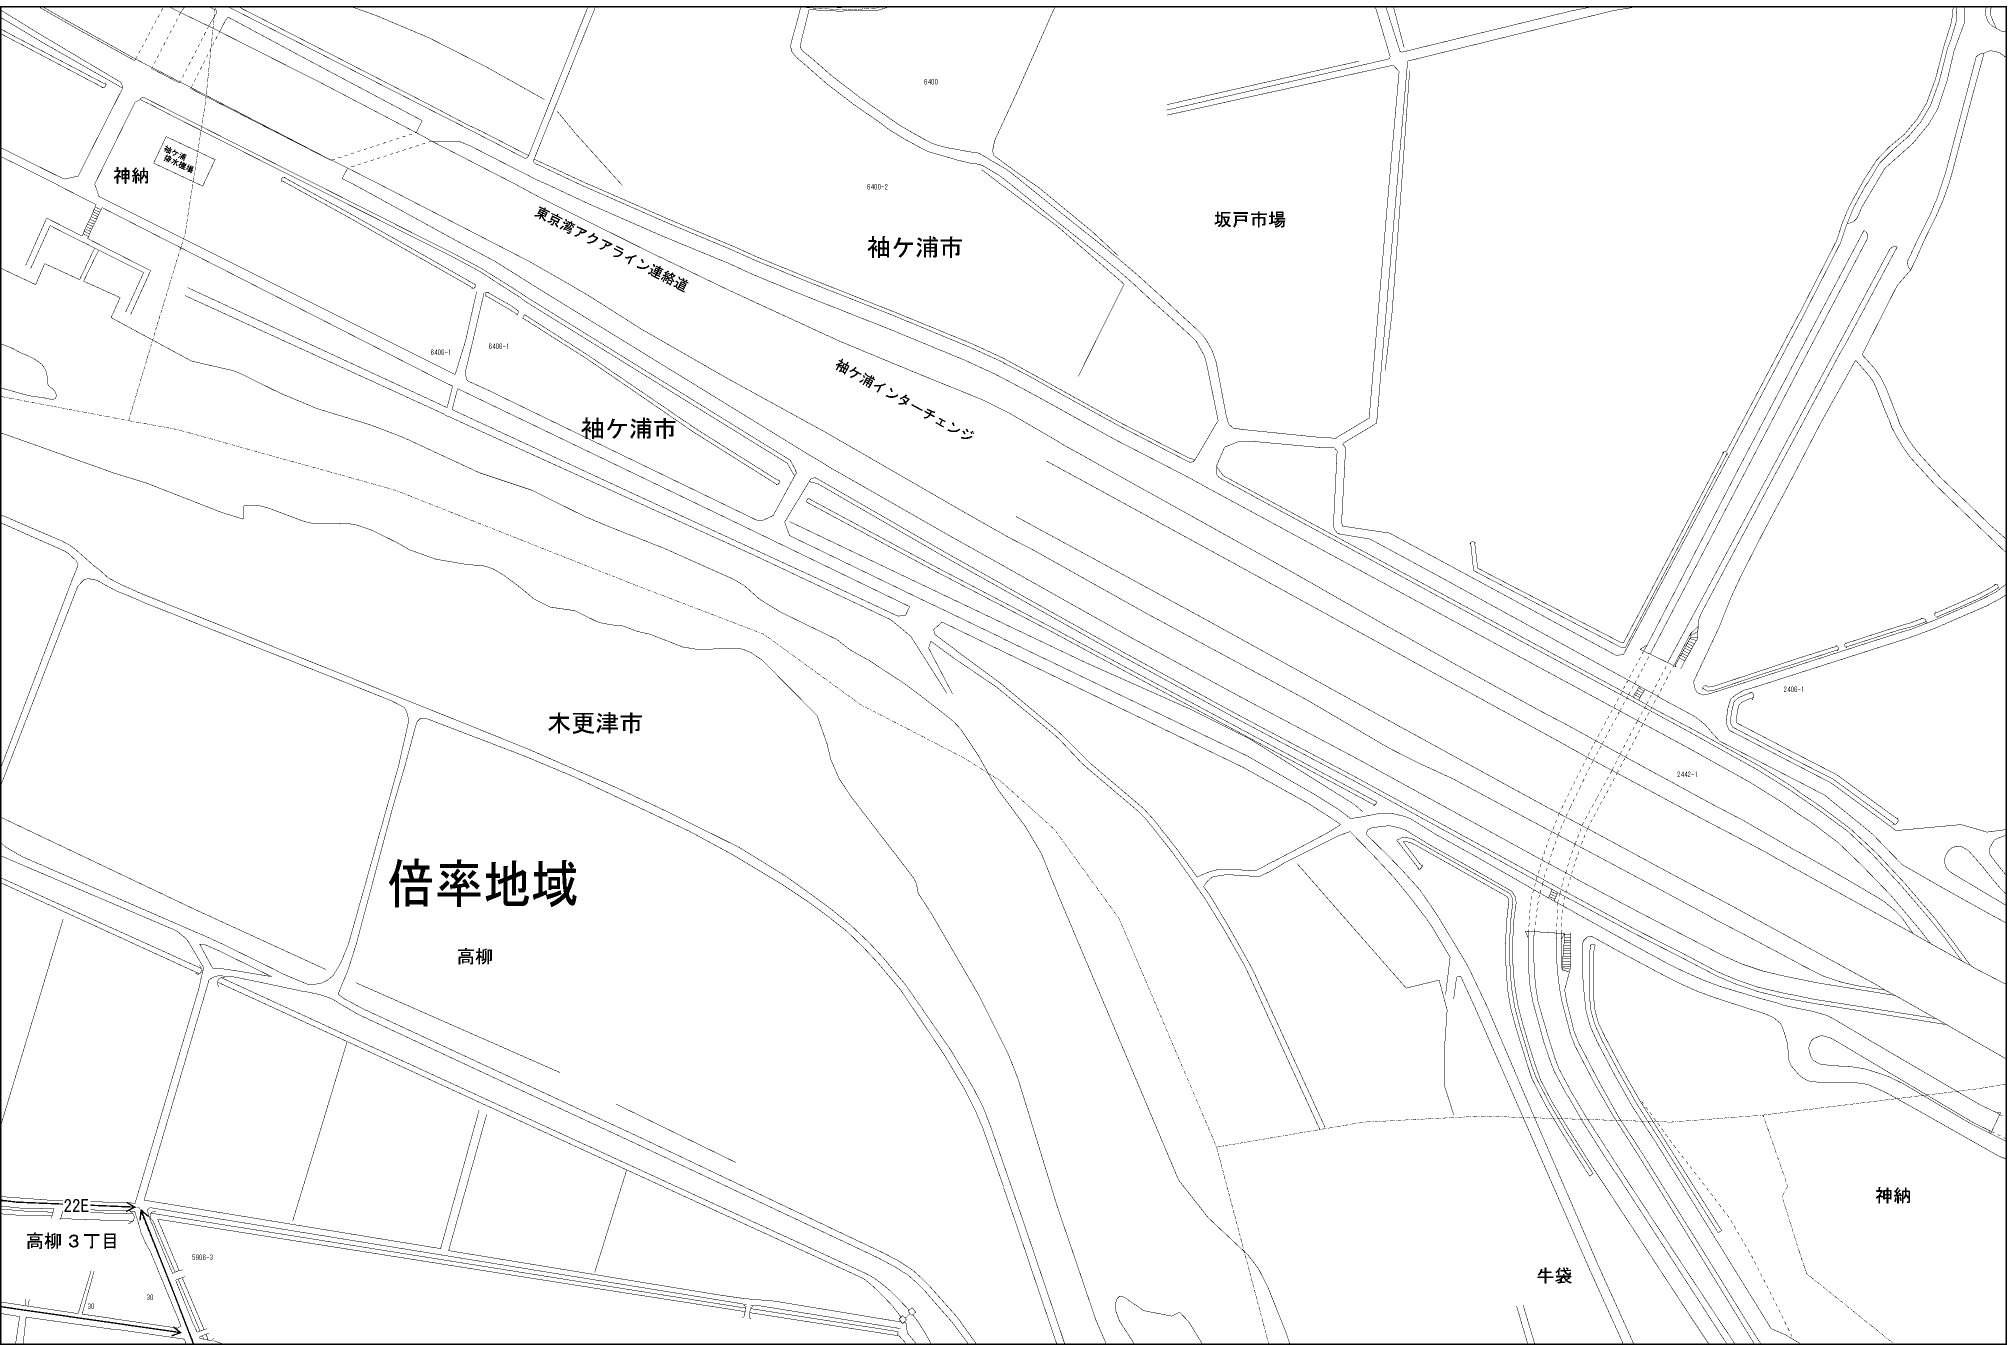 6400
袖ケ浦
排水機場
神納
6400-2
坂戸市場
東京湾アクアライン連絡道
袖ケ浦市
6406-1
6406-1
袖ケ浦インターチェンジ
袖ケ浦市
2406-1
木更津市
2442-1
倍率地域
高柳
22E
神納
高柳３丁目
5906-3
牛袋
30
30